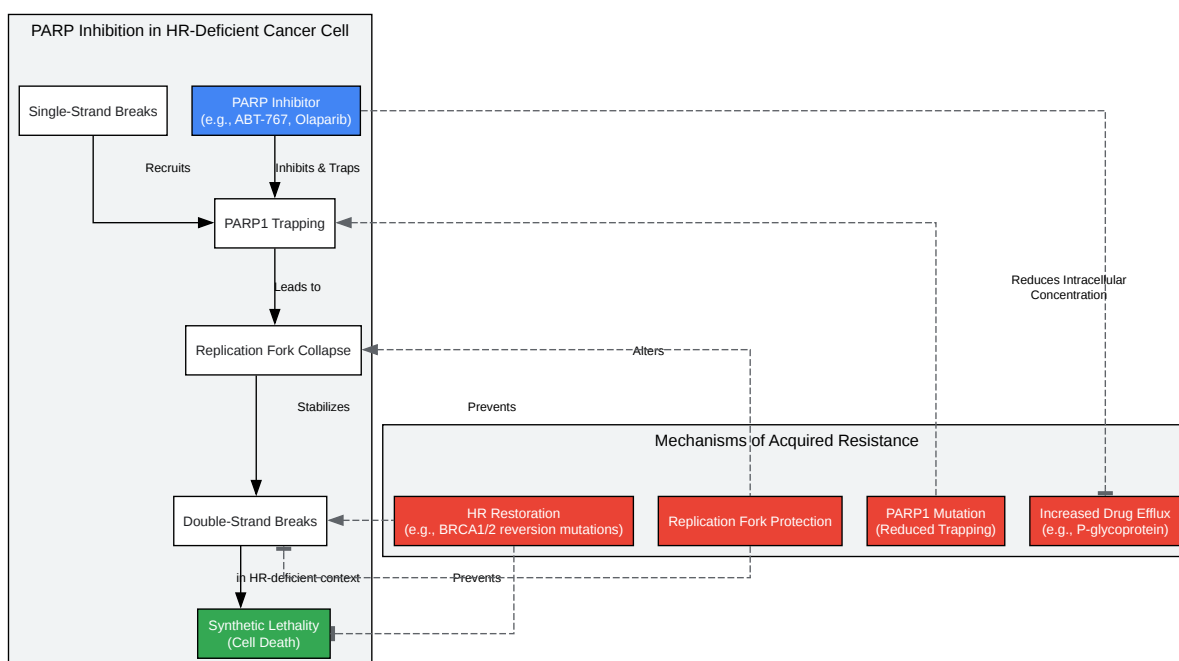 PARP Inhibition in HR-Deficient Cancer Cell
Single-Strand Breaks
PARP Inhibitor
(e.g., ABT-767, Olaparib)
Recruits
Inhibits & Traps
PARP1 Trapping
Leads to
Reduces Intracellular
Concentration
Replication Fork Collapse
Alters
Stabilizes
Prevents
Mechanisms of Acquired Resistance
Double-Strand Breaks
HR Restoration
(e.g., BRCA1/2 reversion mutations)
Replication Fork Protection
PARP1 Mutation
(Reduced Trapping)
Increased Drug Efflux
(e.g., P-glycoprotein)
in HR-deficient context
Prevents
Synthetic Lethality
(Cell Death)